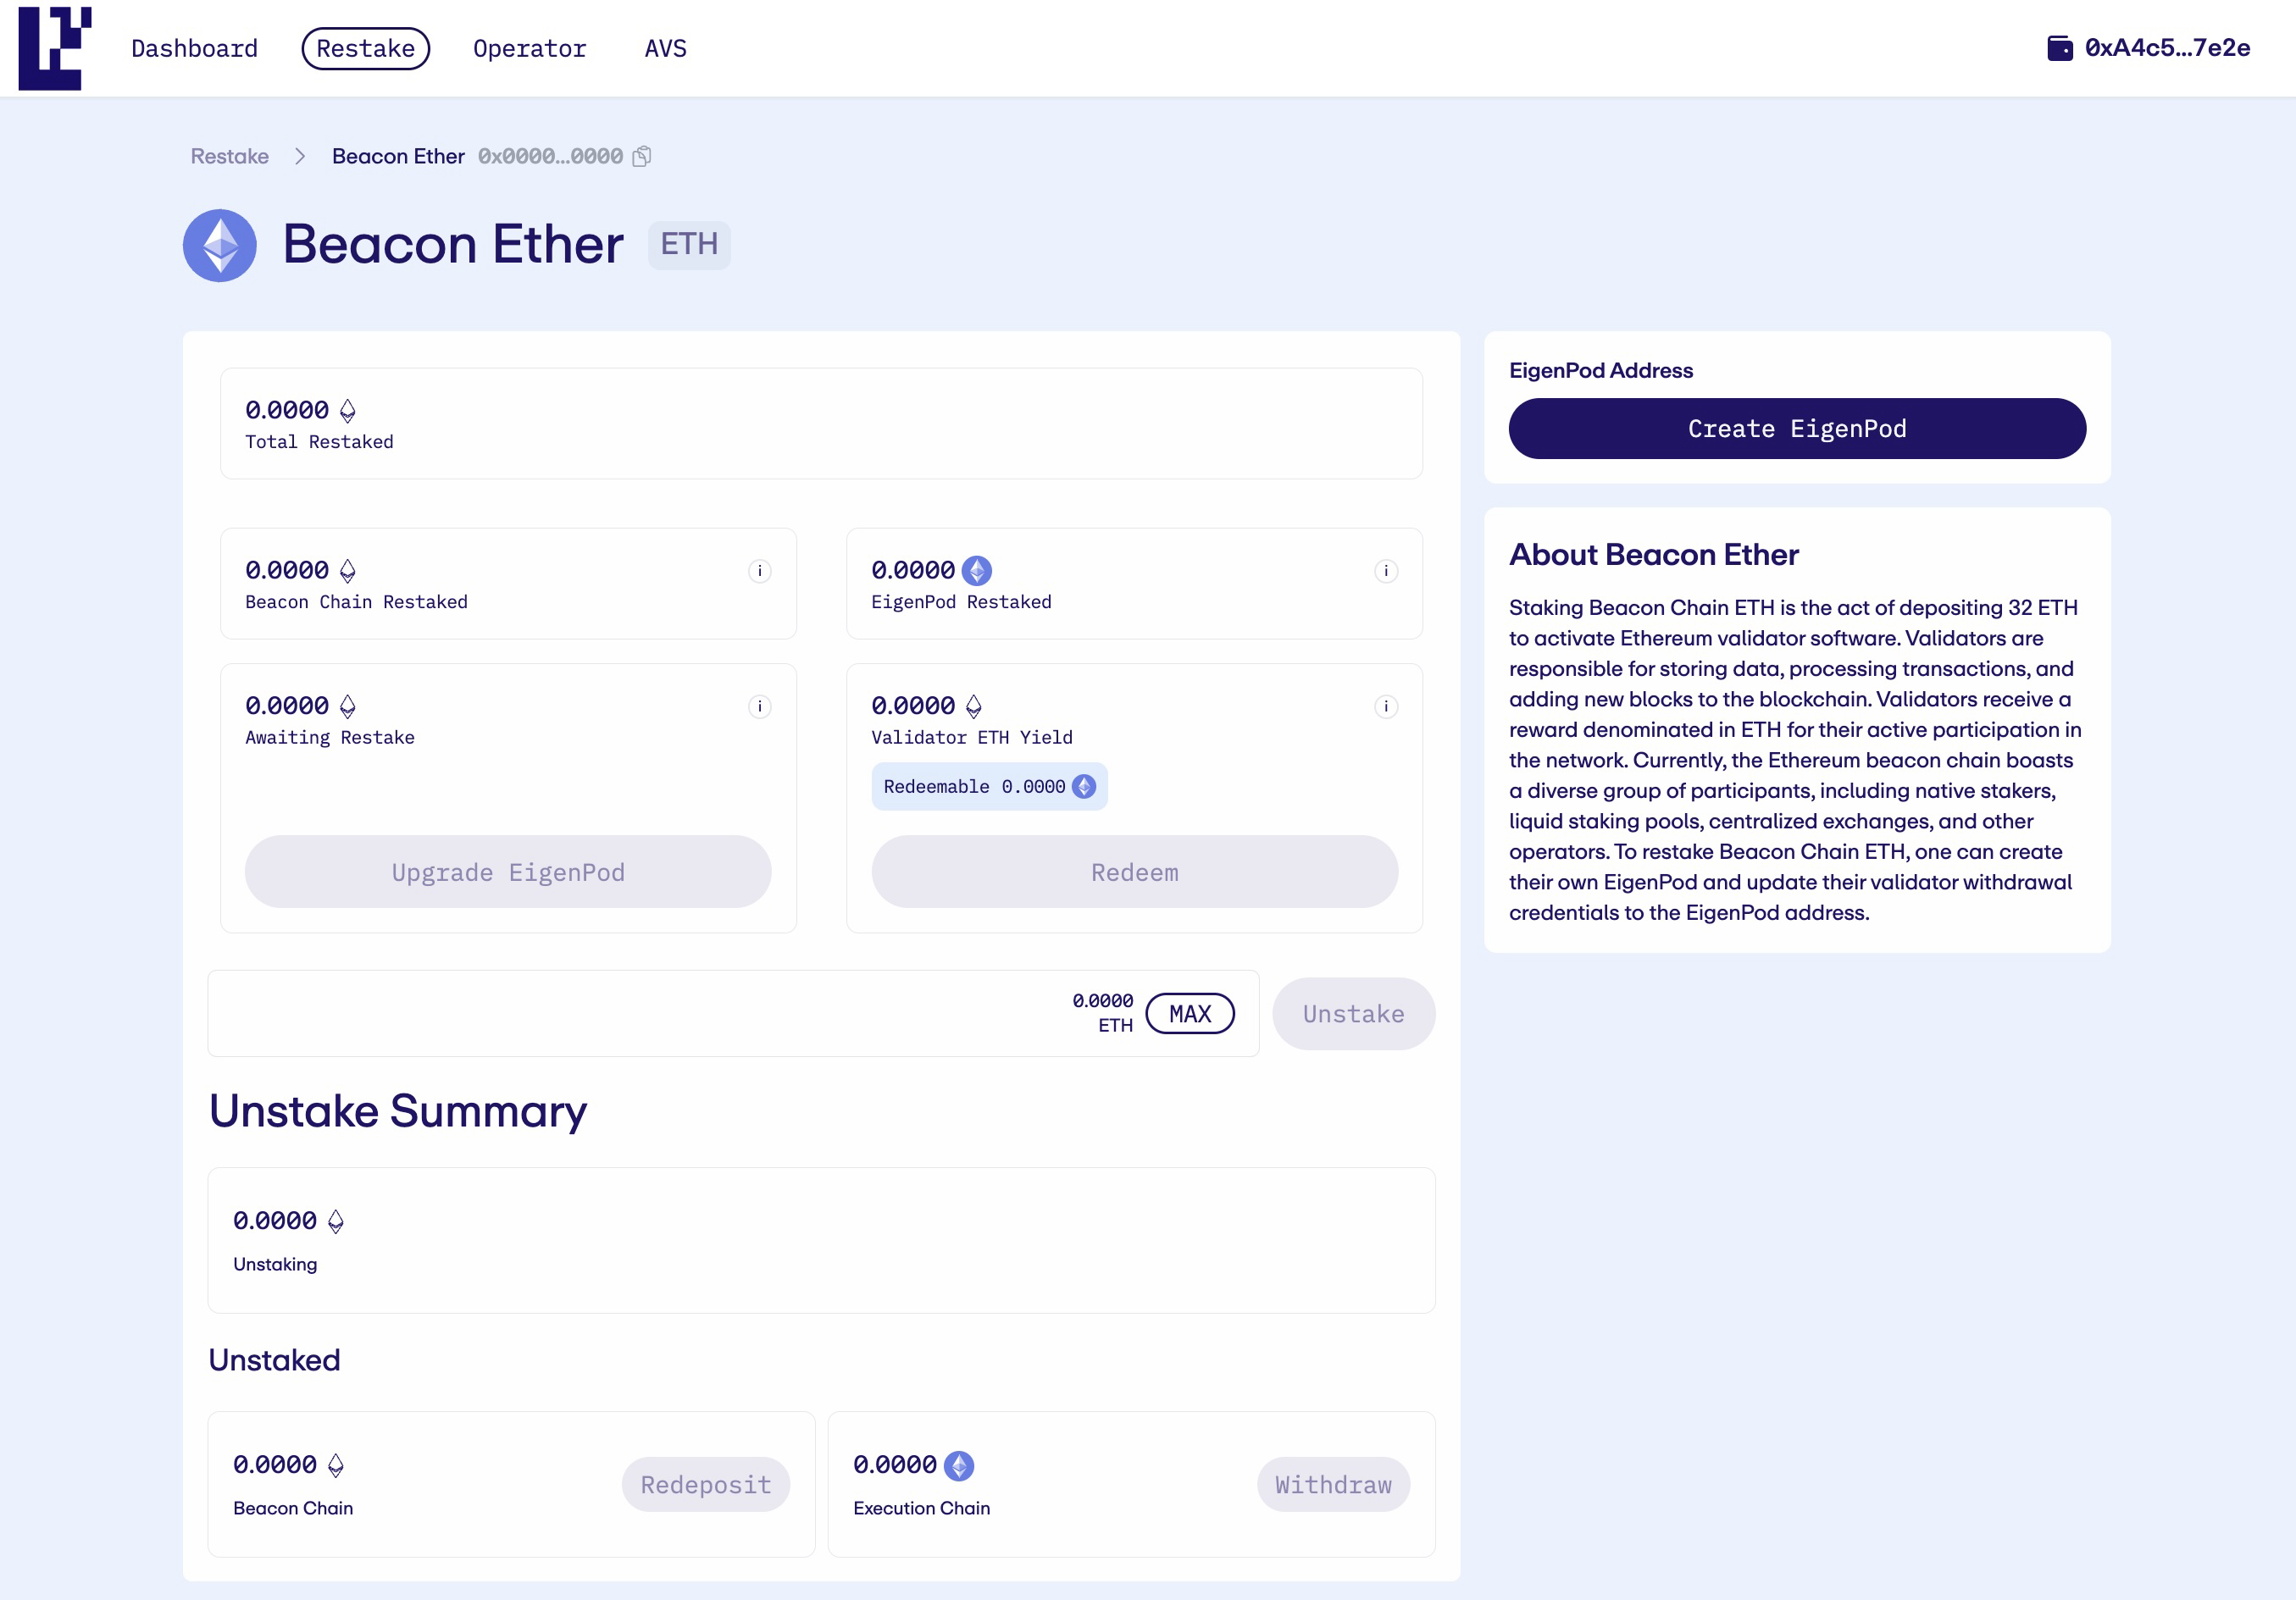 Dashboard
Restake
Operator
AVS
0xA4c5...7e2e
Restake
Beacon Ether 0x0000...0000
Beacon Ether ETH
0.0000
Total Restaked
0.0000
Beacon Chain Restaked
0.0000
EigenPod Restaked
0.0000
Awaiting Restake
Upgrade EigenPod
0.0000
Validator ETH Yield
Redeemable 0.0000
Redeem
0.0000
ETH
MAX
Unstake
Unstake Summary
0.0000
Unstaking
Unstaked
0.0000
Beacon Chain
Redeposit
0.0000
Execution Chain
Withdraw
EigenPod Address
Create EigenPod
About Beacon Ether
Staking Beacon Chain ETH is the act of depositing 32 ETH
to activate Ethereum validator software. Validators are
responsible for storing data, processing transactions, and
adding new blocks to the blockchain. Validators receive a
reward denominated in ETH for their active participation in
the network. Currently, the Ethereum beacon chain boasts
a diverse group of participants, including native stakers,
liquid staking pools, centralized exchanges, and other
operators. To restake Beacon Chain ETH, one can create
their own EigenPod and update their validator withdrawal
credentials to the EigenPod address.